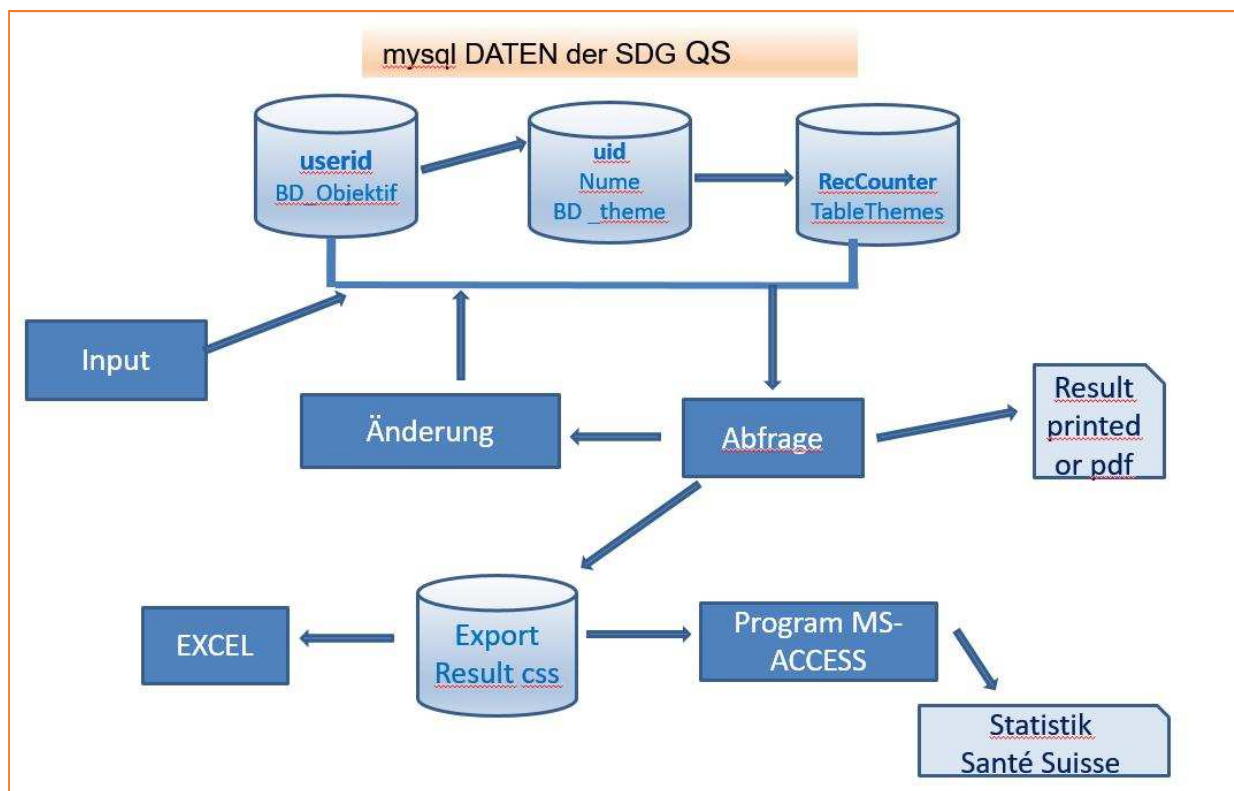 mysql DATEN der SDG QS
userid
BD_Objektif
uid
Nume
BD _theme
RecCounter
TableThemes
Input
Änderung
Abfrage
Result
printed
or pdf
EXCEL
Export
Result css
Program MS-
ACCESS
Statistik
Santé Suisse